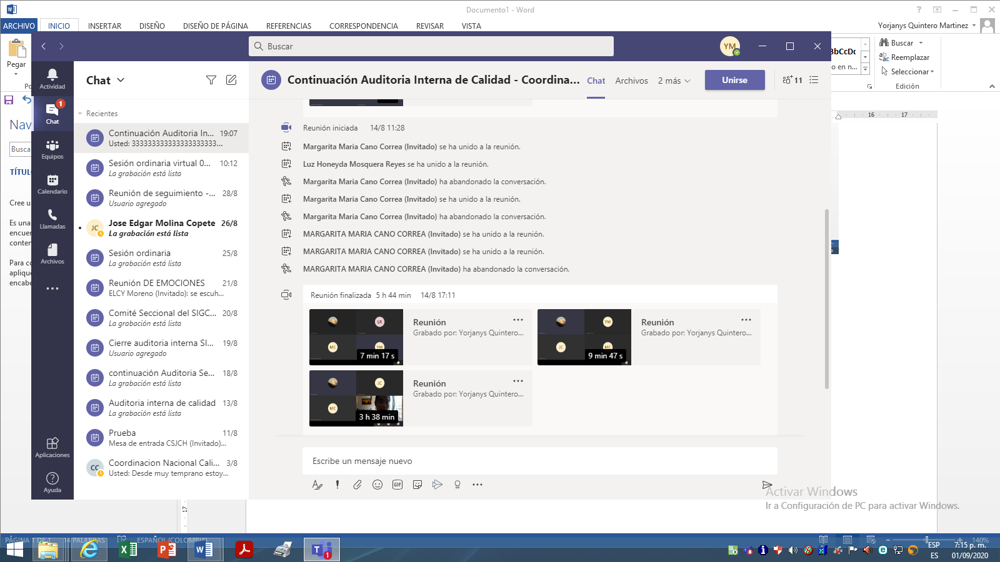 Documento1 - Word
ARCHIVO INICIO INSERTAR DISEÑO DISEÑO DE PÁGINA REFERENCIAS CORRESPONDENCIA REVISAR VISTA
Yorjanys Quintero Martinez
Pegar
Buscar
Reemplazar
Seleccionar
Edición
Buscar
YM
Actividad
Chat
1
Equipos
Calendario
Llamadas
Archivos
Aplicaciones
Ayuda
Chat
Recientes
Continuación Auditoria In... 19:07
Usted: 333333333333333333333...
Sesión ordinaria virtual 0... 10:12
La grabación está lista
Reunión de seguimiento -... 28/8
Usuario agregado
JC
Jose Edgar Molina Copete 26/8
La grabación está lista
Sesión ordinaria 25/8
La grabación está lista
Reunión DE EMOCIONES 21/8
ELCY Moreno (Invitado): se escuh...
Comité Seccional del SIGC... 20/8
La grabación está lista
Cierre auditoria interna SI... 19/8
Usuario agregado
continuación Auditoria Se... 18/8
La grabación está lista
Auditoria interna de calidad 13/8
La grabación está lista
Prueba 11/8
Mesa de entrada CSJCH (Invitado)...
CC
Coordinacion Nacional Cali... 3/8
Usted: Desde muy temprano estoy...
Continuación Auditoria Interna de Calidad - Coordina...
Chat Archivos 2 más
Unirse
11
Reunión iniciada 14/8 11:28
Margarita Maria Cano Correa (Invitado) se ha unido a la reunión.
Luz Honeyda Mosquera Reyes se ha unido a la reunión.
Margarita Maria Cano Correa (Invitado) ha abandonado la conversación.
Margarita Maria Cano Correa (Invitado) se ha unido a la reunión.
Margarita Maria Cano Correa (Invitado) ha abandonado la conversación.
MARGARITA MARIA CANO CORREA (Invitado) se ha unido a la reunión.
MARGARITA MARIA CANO CORREA (Invitado) se ha unido a la reunión.
MARGARITA MARIA CANO CORREA (Invitado) ha abandonado la conversación.
Reunión finalizada 5 h 44 min 14/8 17:11
LR
MC
YM
7 min 17 s
Reunión
Grabado por: Yorjanys Quintero...
YM
JC
MC
9 min 47 s
Reunión
Grabado por: Yorjanys Quintero...
JC
MC
3 h 38 min
Reunión
Grabado por: Yorjanys Quintero...
Escribe un mensaje nuevo
GIF
Activar Windows
Ir a Configuración de PC para activar Windows.
16 17
17
PÁGINA 1 DE 1 14 PALABRAS ESPAÑOL (COLOMBIA)
140%
1
ESP
ES
7:15 p. m.
01/09/2020